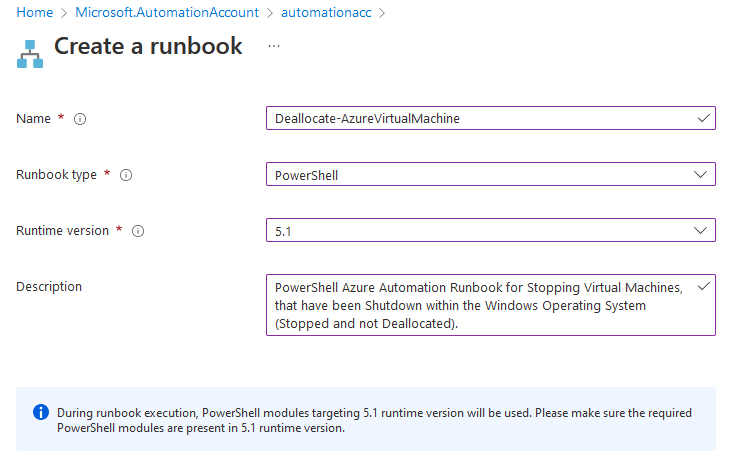 Home > Microsoft.AutomationAccount > automationacc >
Create a runbook ...
Name * Deallocate-AzureVirtualMachine
Runbook type * PowerShell
Runtime version * 5.1
Description
PowerShell Azure Automation Runbook for Stopping Virtual Machines,
that have been Shutdown within the Windows Operating System
(Stopped and not Deallocated).
During runbook execution, PowerShell modules targeting 5.1 runtime version will be used. Please make sure the required
PowerShell modules are present in 5.1 runtime version.